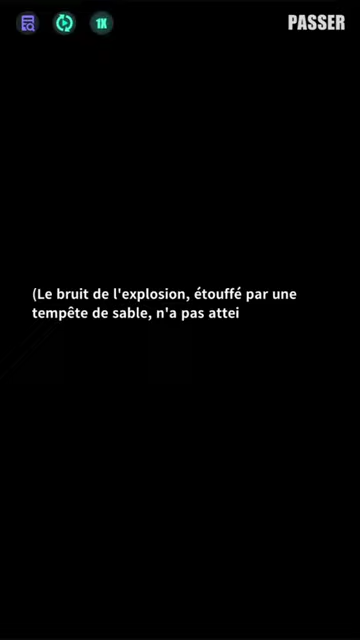 1X
PASSER
(Le bruit de l'explosion, étouffé par une
tempête de sable, n'a pas attei